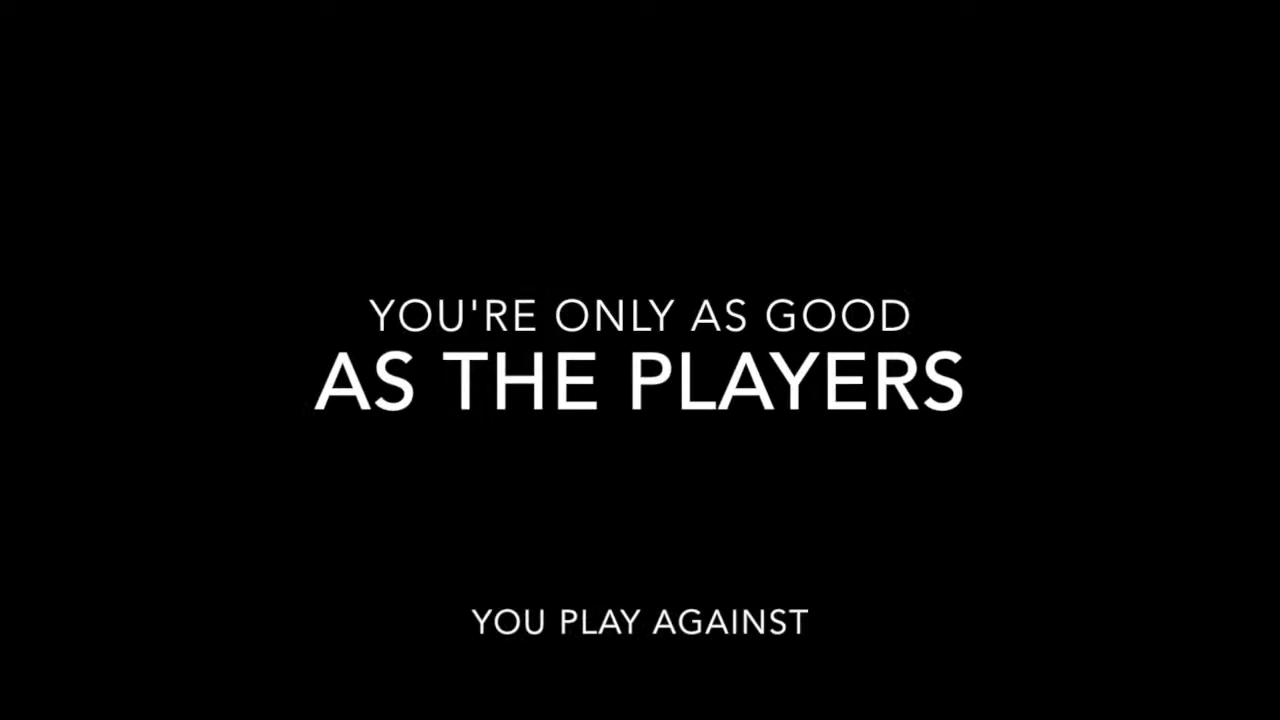 YOU'RE ONLY AS GOOD
AS THE PLAYERS
YOU PLAY AGAINST